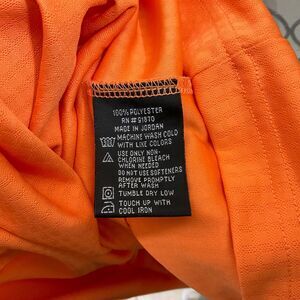 100% POLYESTER
RN # 91870
MADE IN JORDAN
MACHINE WASH COLD
WITH LIKE COLORS
USE ONLY NON-
CHLORINE BLEACH
WHEN NEEDED
DO NOT USE SOFTENERS
REMOVE PROMPTLY
AFTER WASH
TUMBLE DRY LOW
TOUCH UP WITH
COOL IRON